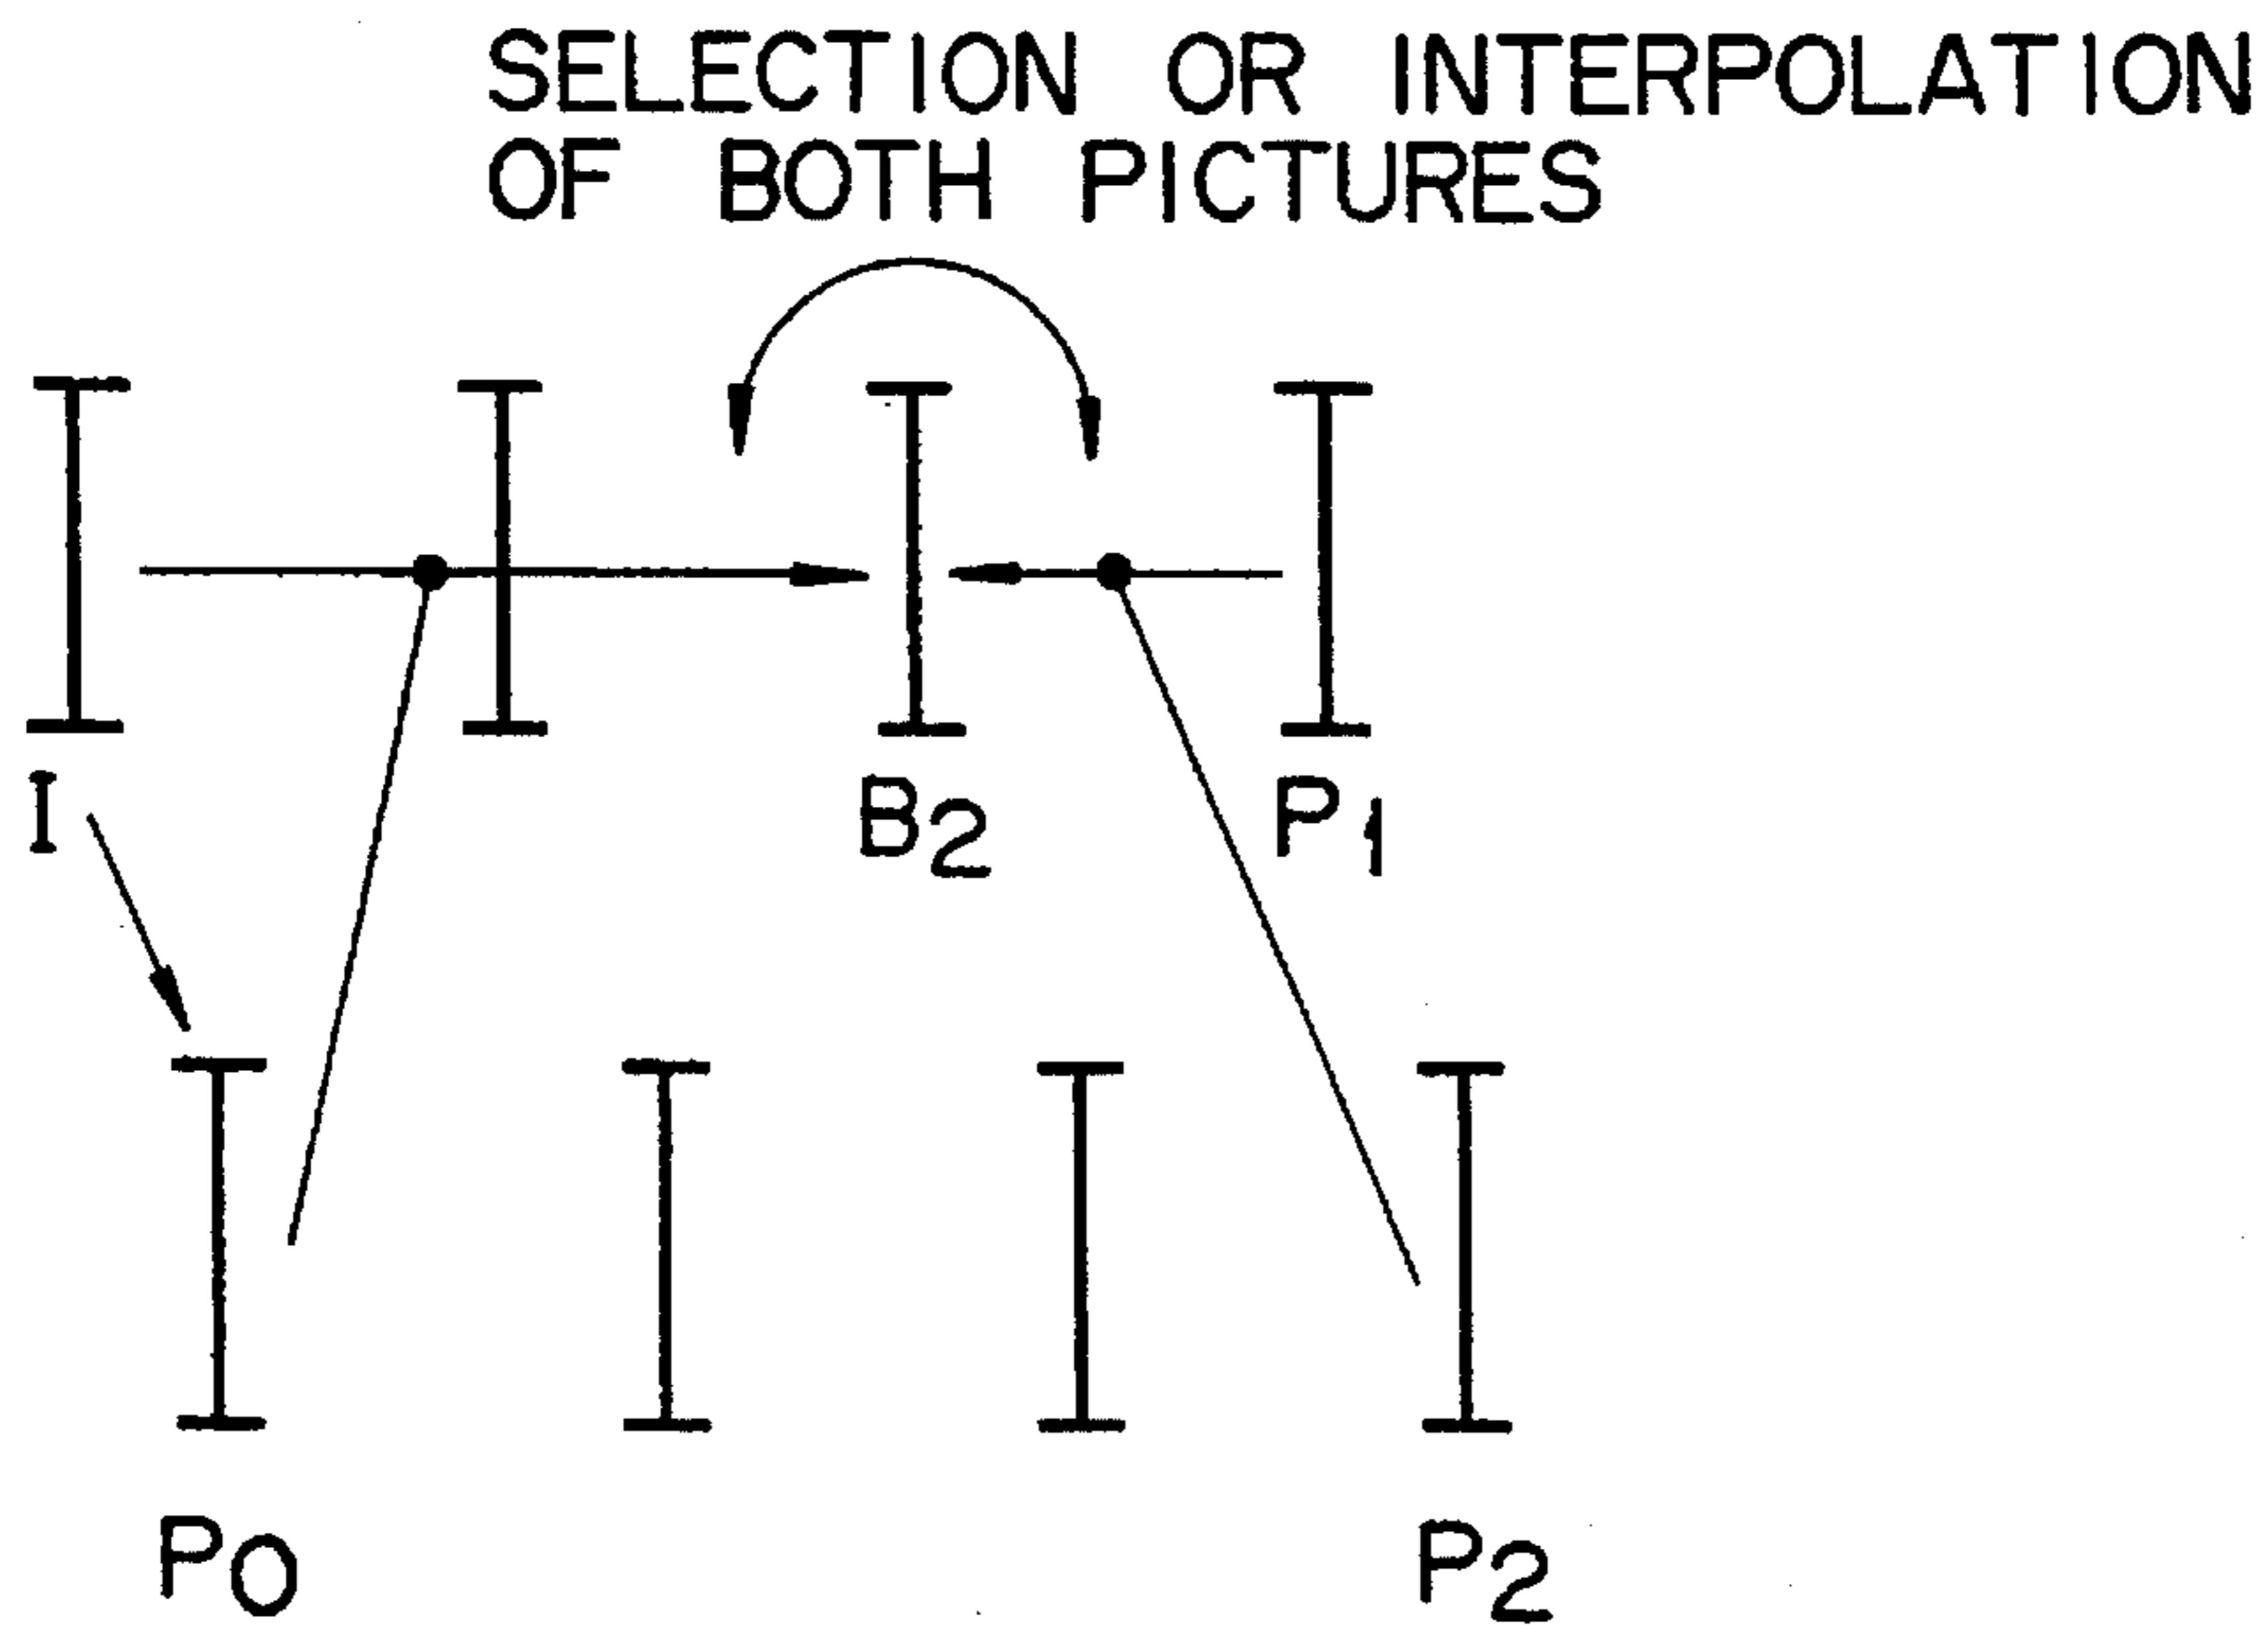 SELECTION OR INTERPOLATION
OF BOTH PICTURES
I B2 P1
P0 P2